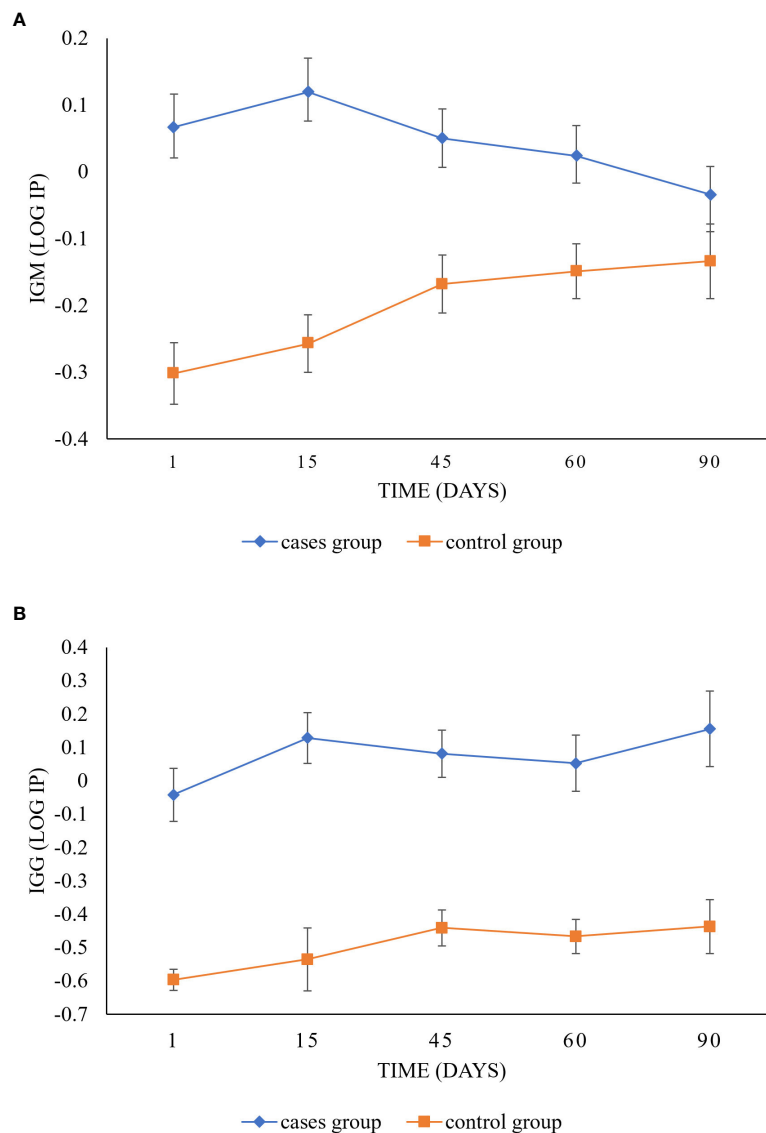 A
0.2
0.1
0
-0.1
-0.2
-0.3
-0.4
IGM (LOG IP)
1 15 45 60 90
TIME (DAYS)
cases group control group
B
0.4
0.3
0.2
0.1
0
-0.1
-0.2
-0.3
-0.4
-0.5
-0.6
-0.7
IGG (LOG IP)
1 15 45 60 90
TIME (DAYS)
cases group control group